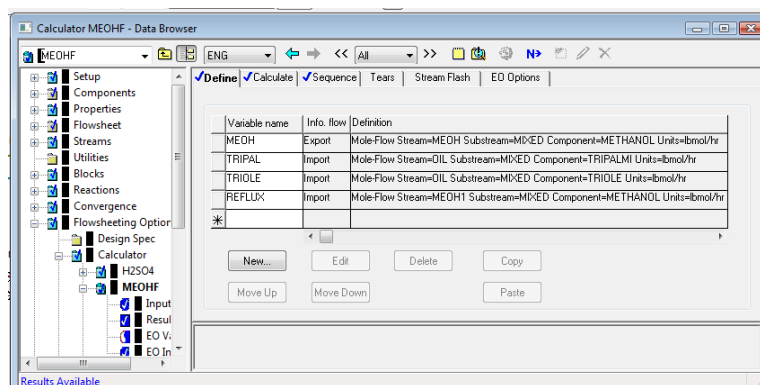 Calculator MEOHF - Data Browser
MEOHF ENG << All >> N>
Setup
Components
Properties
Flowsheet
Streams
Utilities
Blocks
Reactions
Convergence
Flowsheeting Option
Design Spec
Calculator
H2SO4
MEOHF
Input
Resul
EO Va
EO In
Define Calculate Sequence Tears Stream Flash EO Options
Variable name Info. flow Definition
MEOH Export Mole-Flow Stream=MEOH Substream=MIXED Component=METHANOL Units=lbmol/hr
TRIPAL Import Mole-Flow Stream=OIL Substream=MIXED Component=TRIPALMI Units=lbmol/hr
TRIOLE Import Mole-Flow Stream=OIL Substream=MIXED Component=TRIOLE Units=lbmol/hr
REFLUX Import Mole-Flow Stream=MEOH1 Substream=MIXED Component=METHANOL Units=lbmol/hr
New... Edit Delete Copy
Move Up Move Down Paste
Results Available